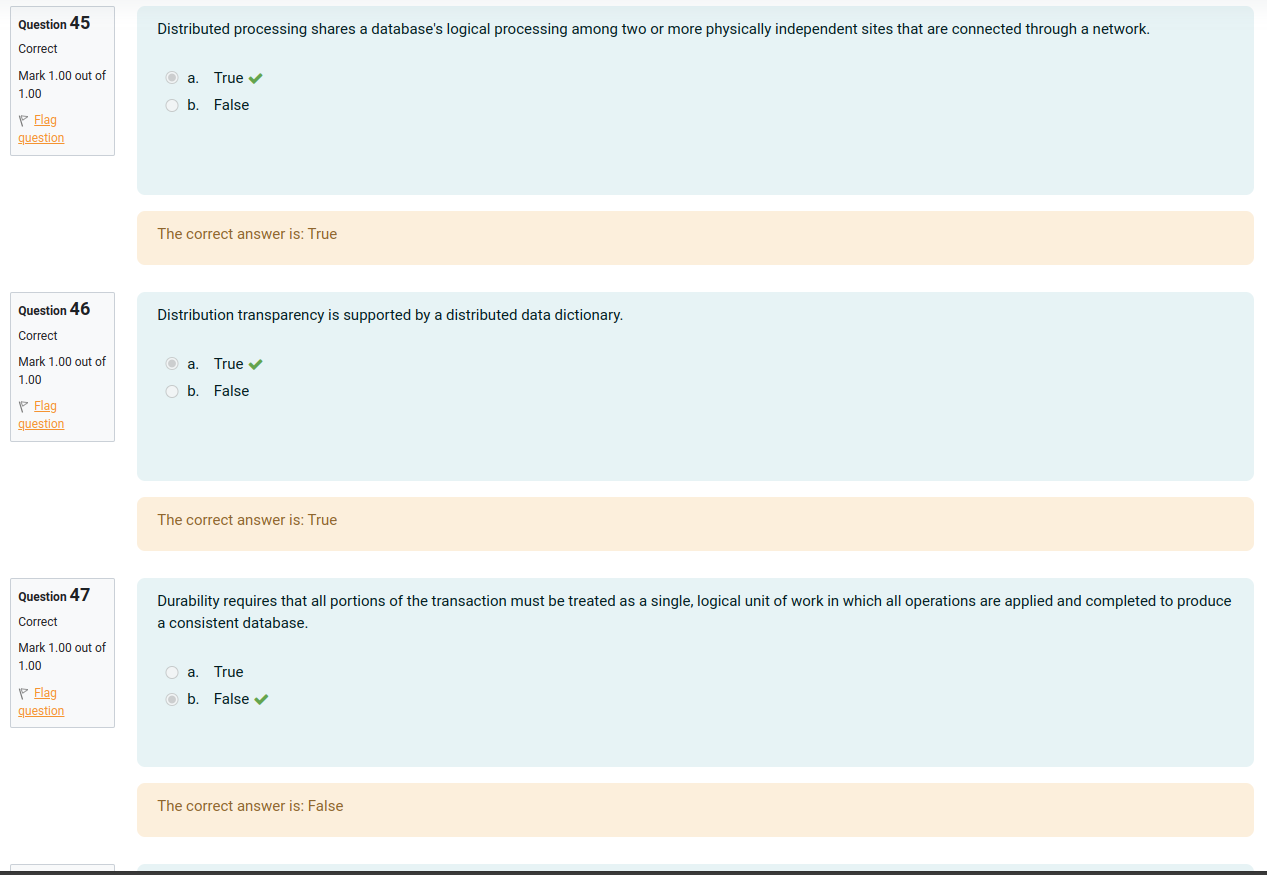 Question 45
Correct
Mark 1.00 out of
1.00
Flag
question
Distributed processing shares a database's logical processing among two or more physically independent sites that are connected through a network.
a. True
b. False
The correct answer is: True
Question 46
Correct
Mark 1.00 out of
1.00
Flag
question
Distribution transparency is supported by a distributed data dictionary.
a. True
b. False
The correct answer is: True
Question 47
Correct
Mark 1.00 out of
1.00
Flag
question
Durability requires that all portions of the transaction must be treated as a single, logical unit of work in which all operations are applied and completed to produce
a consistent database.
a. True
b. False
The correct answer is: False